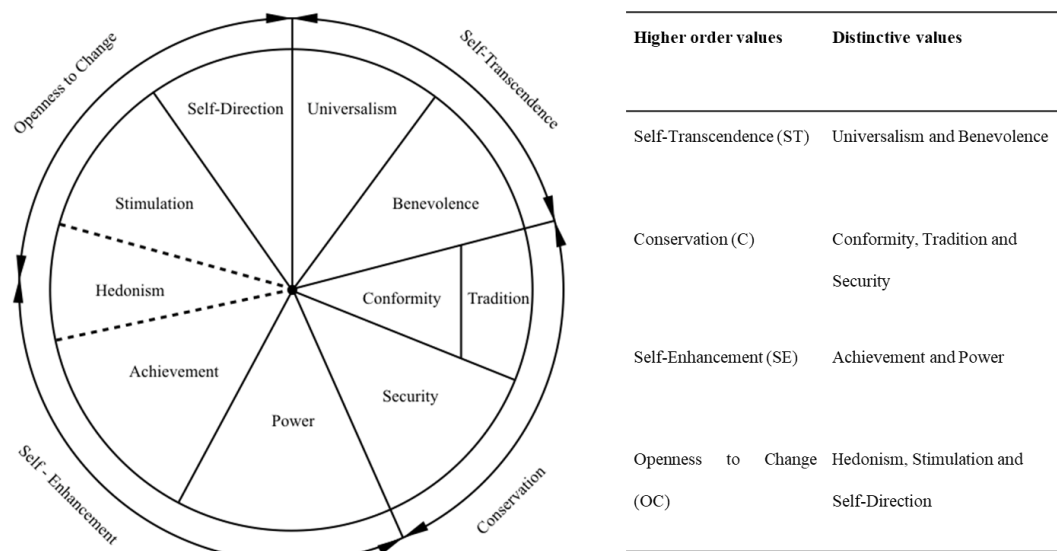 Openness to Change
Self-Transcendence
Self-Direction
Universalism
Stimulation
Benevolence
Hedonism
Conformity
Tradition
Achievement
Security
Power
Self - Enhancement
Conservation
Higher order values Distinctive values
Self-Transcendence (ST) Universalism and Benevolence
Conservation (C) Conformity, Tradition and
Security
Self-Enhancement (SE) Achievement and Power
Openness to Change Hedonism, Stimulation and
(OC) Self-Direction